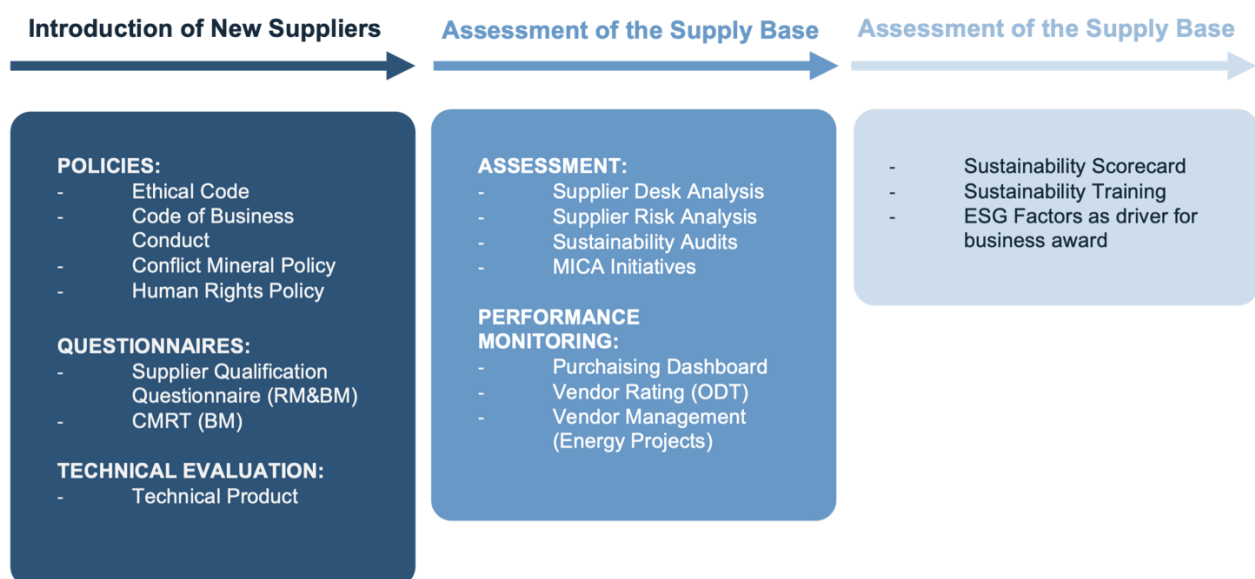 Introduction of New Suppliers
POLICIES:
- Ethical Code
- Code of Business
Conduct
- Conflict Mineral Policy
- Human Rights Policy
QUESTIONNAIRES:
- Supplier Qualification
Questionnaire (RM&BM)
- CMRT (BM)
TECHNICAL EVALUATION:
- Technical Product
Assessment of the Supply Base
ASSESSMENT:
- Supplier Desk Analysis
- Supplier Risk Analysis
- Sustainability Audits
- MICA Initiatives
PERFORMANCE
MONITORING:
- Purchaising Dashboard
- Vendor Rating (ODT)
- Vendor Management
(Energy Projects)
Assessment of the Supply Base
- Sustainability Scorecard
- Sustainability Training
- ESG Factors as driver for
business award